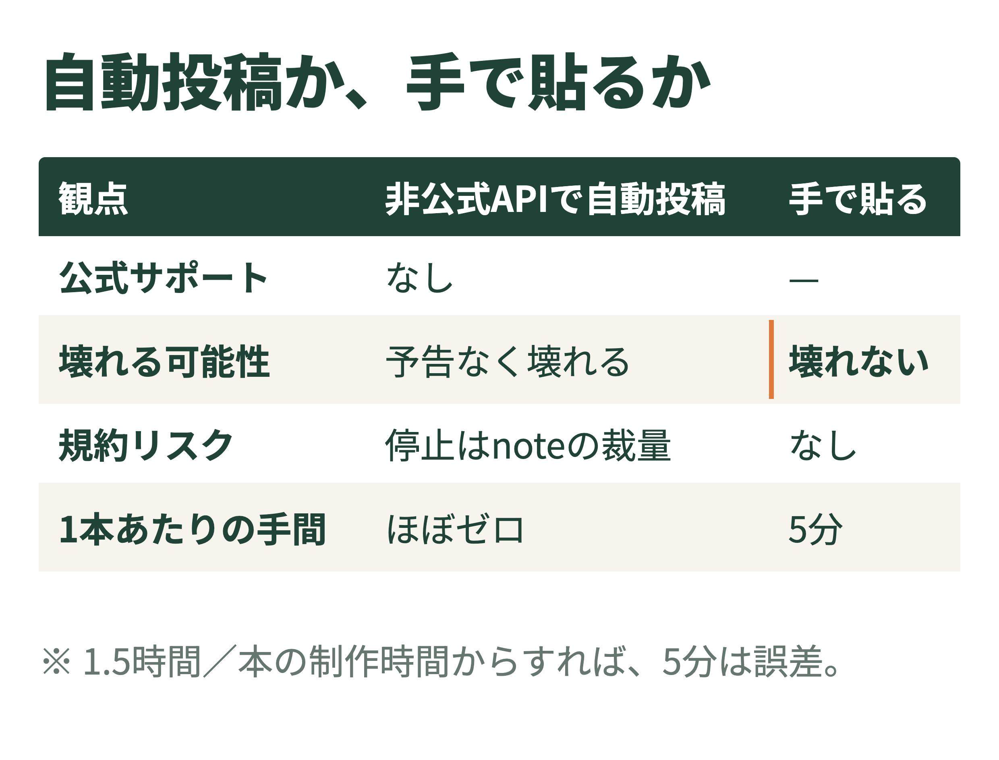 自動投稿か、手で貼るか
観点 非公式APIで自動投稿 手で貼る
公式サポート なし —
壊れる可能性 予告なく壊れる 壊れない
規約リスク 停止はnoteの裁量 なし
1本あたりの手間 ほぼゼロ 5分
※ 1.5時間／本の制作時間からすれば、5分は誤差。